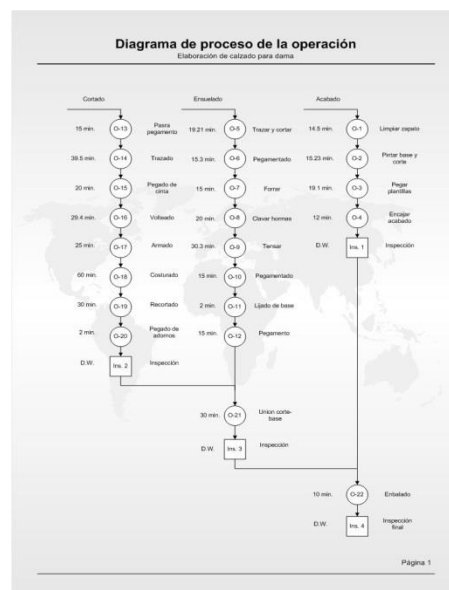 Diagrama de proceso de la operación
Elaboración de calzado para dama
Cortado
Ensuelado
Acabado
15 min.
O-13
Pasra
pegamento
19.21 min.
O-5
Trazar y cortar
14.5 min.
O-1
Limpiar zapato
39.5 min.
O-14
Trazado
15.3 min.
O-6
Pegamentado
15.23 min.
O-2
Pintar base y
corte
20 min.
O-15
Pegado de
cinta
15 min.
O-7
Forrar
19.1 min.
O-3
Pegar
plantillas
29.4 min.
O-16
Volteado
20 min.
O-8
Clavar hormas
12 min.
O-4
Encajar
acabado
25 min.
O-17
Armado
30.3 min.
O-9
Tensar
D.W.
Ins. 1
Inspección
60 min.
O-18
Costurado
15 min.
O-10
Pegamentado
30 min.
O-19
Recortado
2 min.
O-11
Lijado de base
2 min.
O-20
Pegado de
adornos
15 min.
O-12
Pegamento
D.W.
Ins. 2
Inspección
30 min.
O-21
Union corte-
base
D.W.
Ins. 3
Inspección
10 min.
O-22
Enbalado
D.W.
Ins. 4
Inspección
final
Página 1